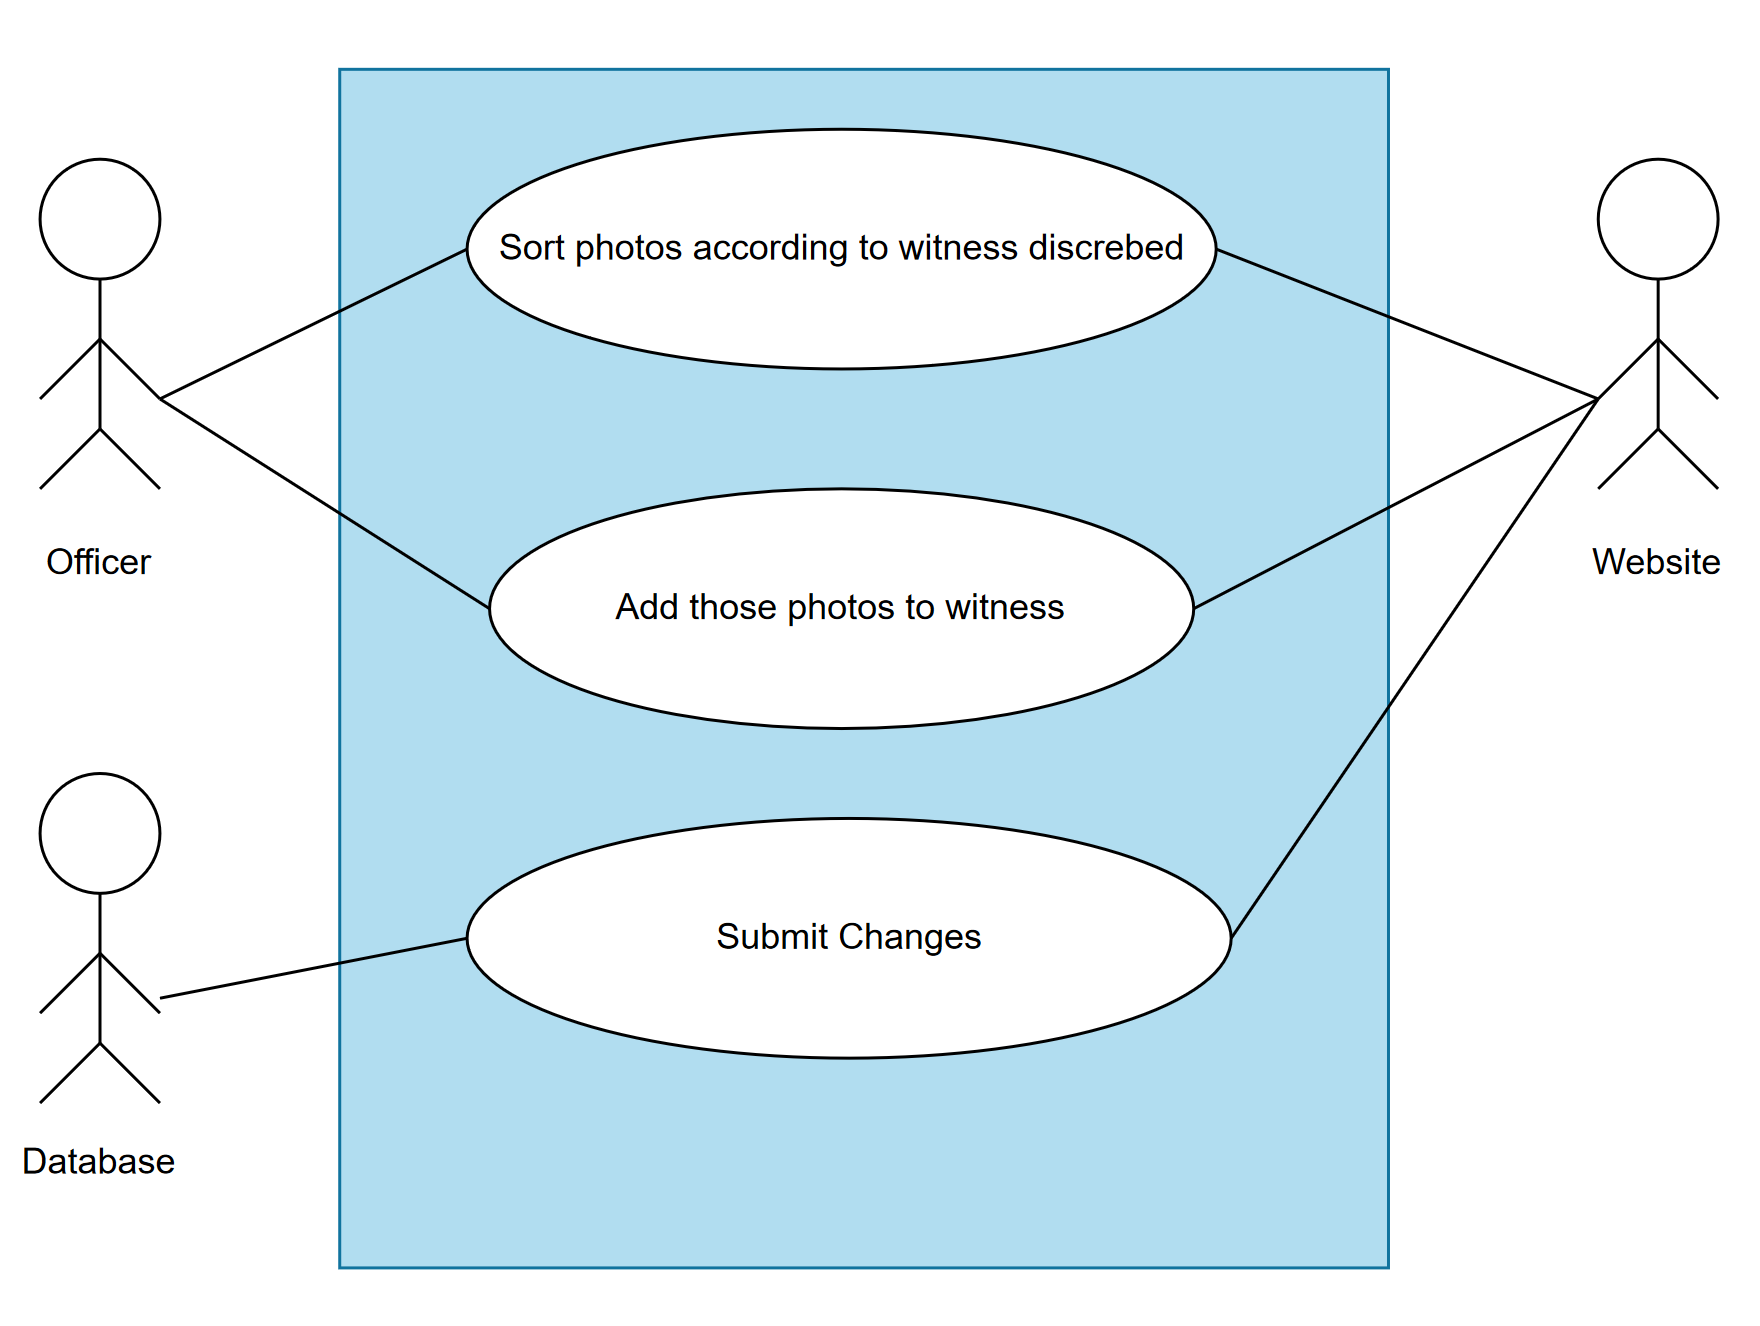 Sort photos according to witness discrebed
Officer
Website
Add those photos to witness
Submit Changes
Database